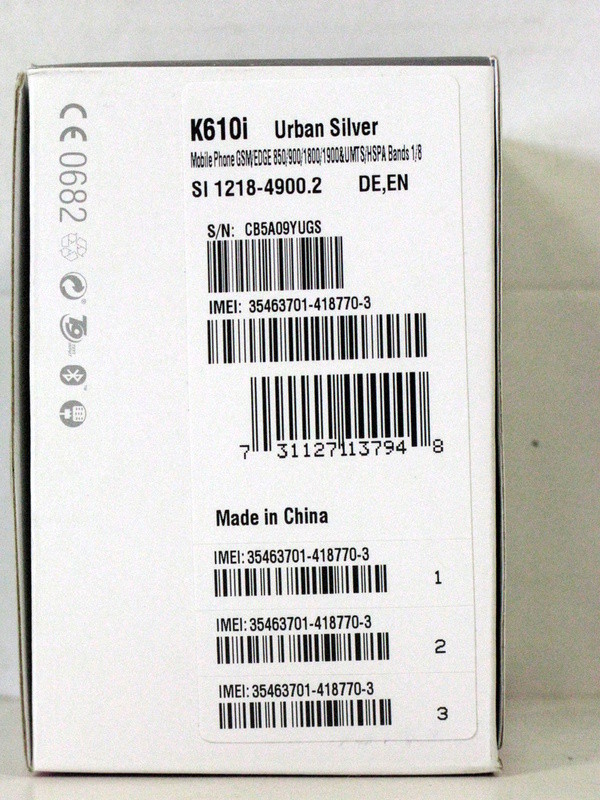 CE 0682
K610i Urban Silver
Mobile Phone GSM/EDGE 850/900/1800/1900&UMTS/HSPA Bands 1/8
SI 1218-4900.2 DE,EN
S/N: CB5A09YUGS
IMEI: 35463701-418770-3
7 311271137948
Made in China
IMEI: 35463701-418770-3
1
IMEI: 35463701-418770-3
2
IMEI: 35463701-418770-3
3
T9